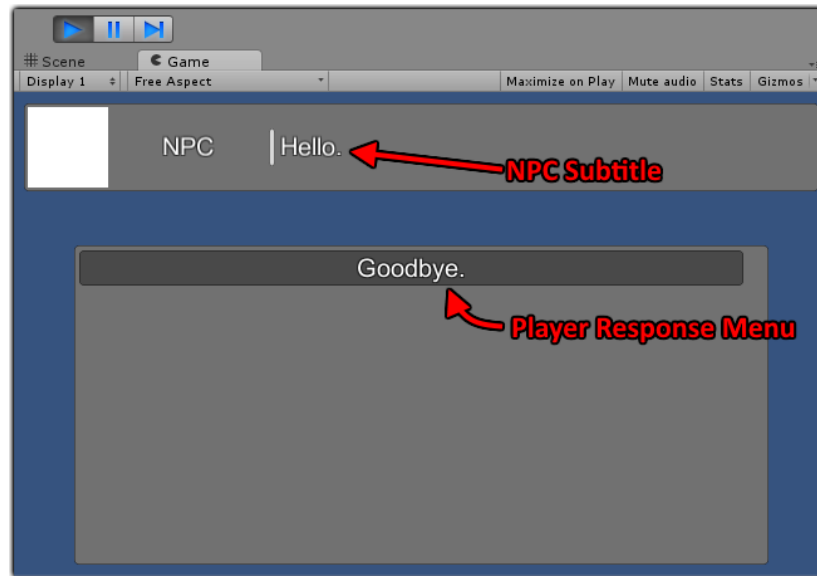 Scene
Game
Display 1
Free Aspect
Maximize on Play
Mute audio
Stats
Gizmos
NPC
Hello.
NPC Subtitle
Goodbye.
Player Response Menu